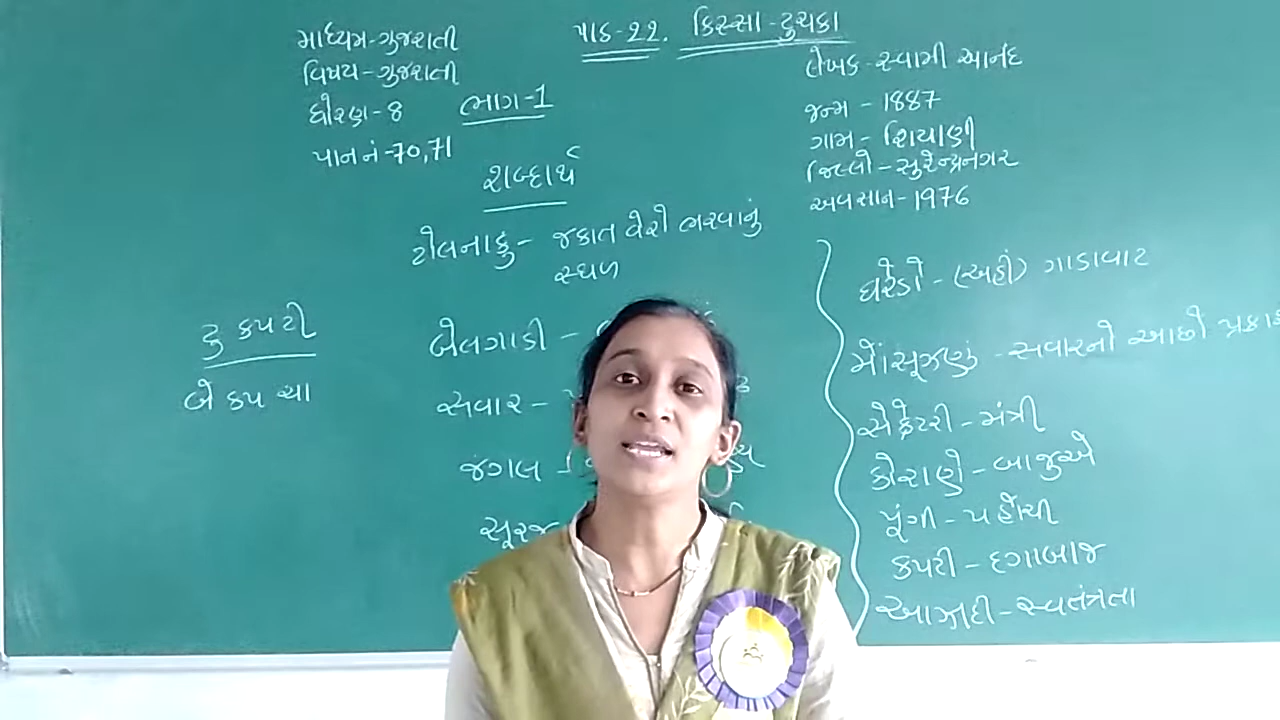 માધ્યમ-ગુજરાતી
વિષય-ગુજરાતી
ધોરણ-8
પાન નં-70,71
ભાગ-1
પાઠ-22. કિસ્સા-ટુચકા
લેખક-સ્વામી આનંદ
જન્મ - 1887
ગામ- શિયાણી
જિલ્લો-સુરેન્દ્રનગર
અવસાન-1976
શબ્દાર્થ
ટોલનાકું- જકાત વેરો ભરવાનું
સ્થળ
બેલગાડી -
સવાર -
જંગલ -
સૂરજ
ટુ કપટી
બે કપ ચા
ઘરેડો-(અહીં) ગાડાવાટ
મોંસૂઝણું -સવારનો આછો
સેક્રેટરી-મંત્રી
કોરાણે-બાજુએ
પૂંગી-પહોંચી
કપટી-દગાબાજ
આઝાદી-સ્વતંત્રતા